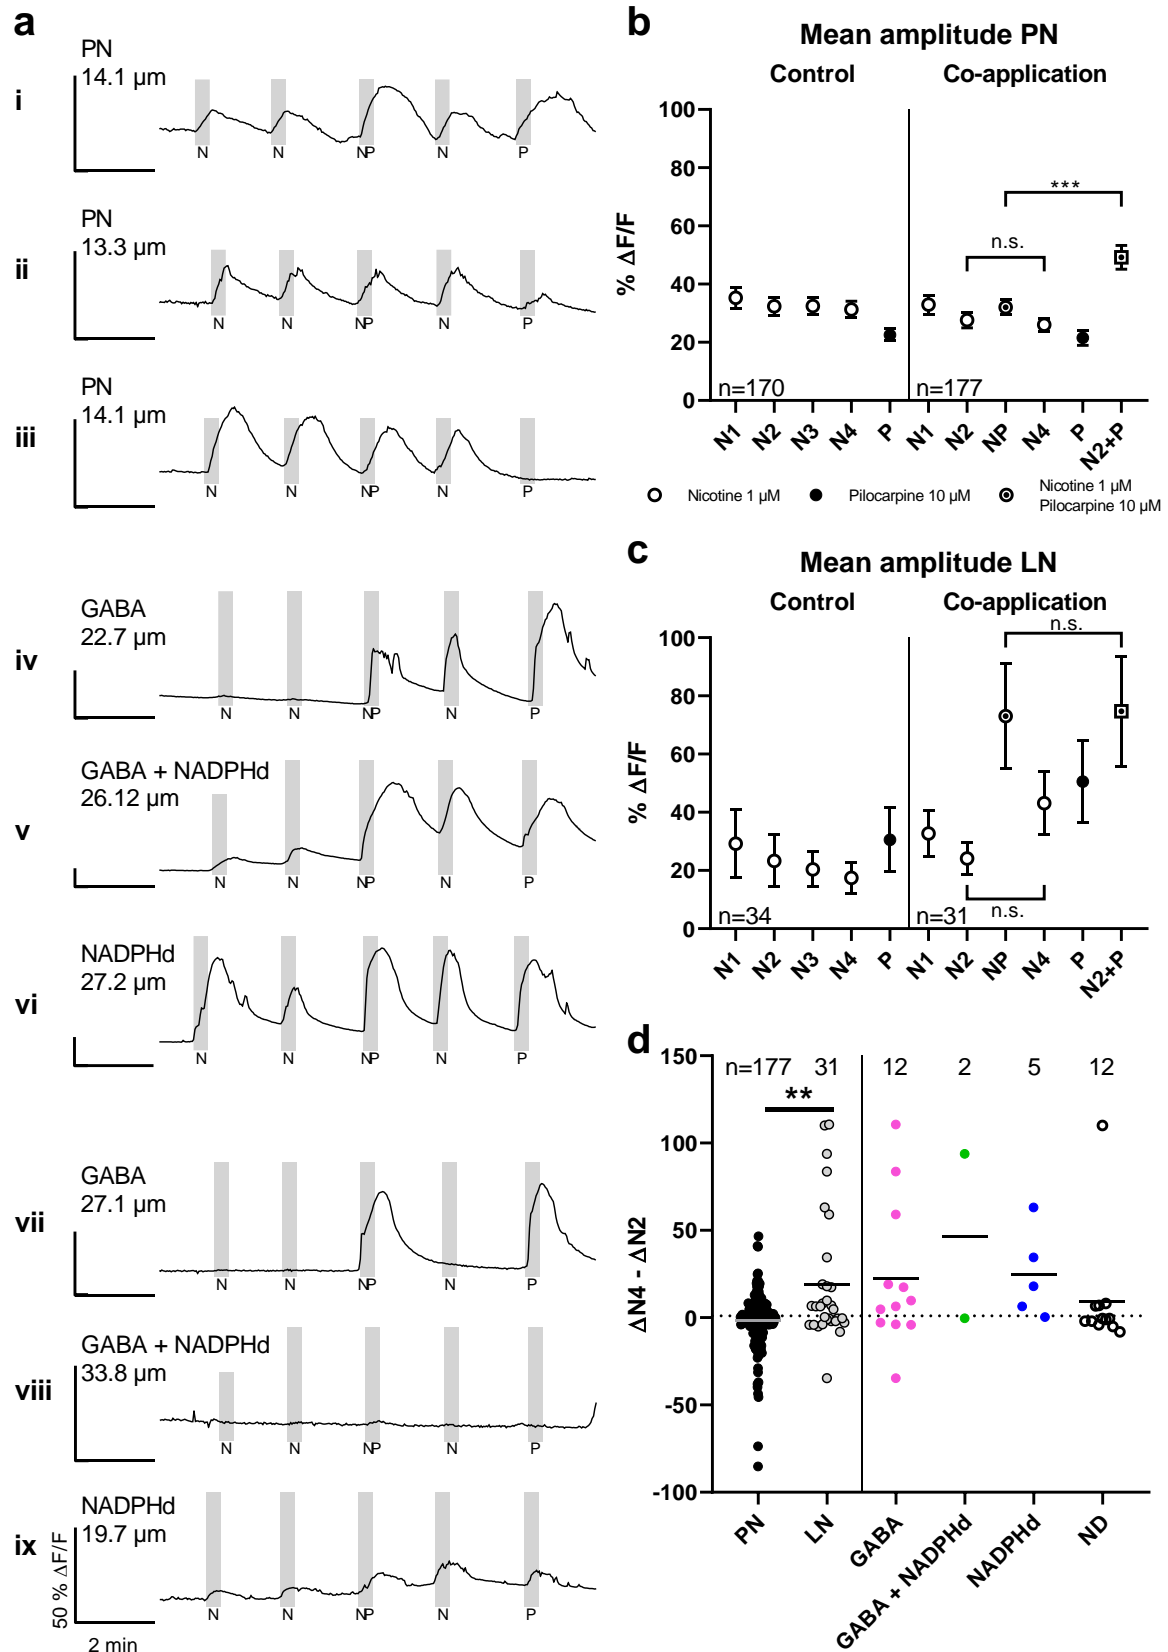 a
PN
14.1 µm
i
N N NP N P
PN
13.3 µm
ii
N N NP N P
PN
14.1 µm
iii
N N NP N P
GABA
22.7 µm
iv
N N NP N P
GABA + NADPHd
26.12 µm
v
N N NP N P
NADPHd
27.2 µm
vi
N N NP N P
GABA
27.1 µm
vii
N N NP N P
GABA + NADPHd
33.8 µm
viii
N N NP N P
NADPHd
19.7 µm
ix
50 % ΔF/F
N N NP N P
2 min
b
Mean amplitude PN
Control Co-application
% ΔF/F
100
80
60
40
20
0
***
n.s.
n=170 n=177
N1 N2 N3 N4 P N1 N2 NP N4 P N2+P
Nicotine 1 µM Pilocarpine 10 µM Nicotine 1 µM
Pilocarpine 10 µM
c
Mean amplitude LN
Control Co-application
% ΔF/F
100
80
60
40
20
0
n.s.
n.s.
n=34 n=31
N1 N2 N3 N4 P N1 N2 NP N4 P N2+P
d
ΔN4 - ΔN2
150
100
50
0
-50
-100
n=177 31 12 2 5 12
**
PN LN GABA GABA + NADPHd NADPHd ND